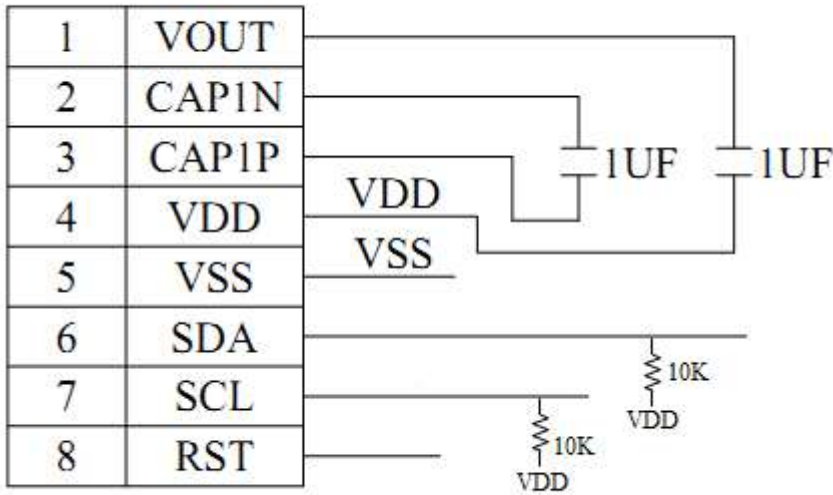 1 VOUT
2 CAP1N
3 CAP1P 1UF 1UF
4 VDD VDD
5 VSS VSS
6 SDA
10K
7 SCL
VDD
10K
8 RST
VDD